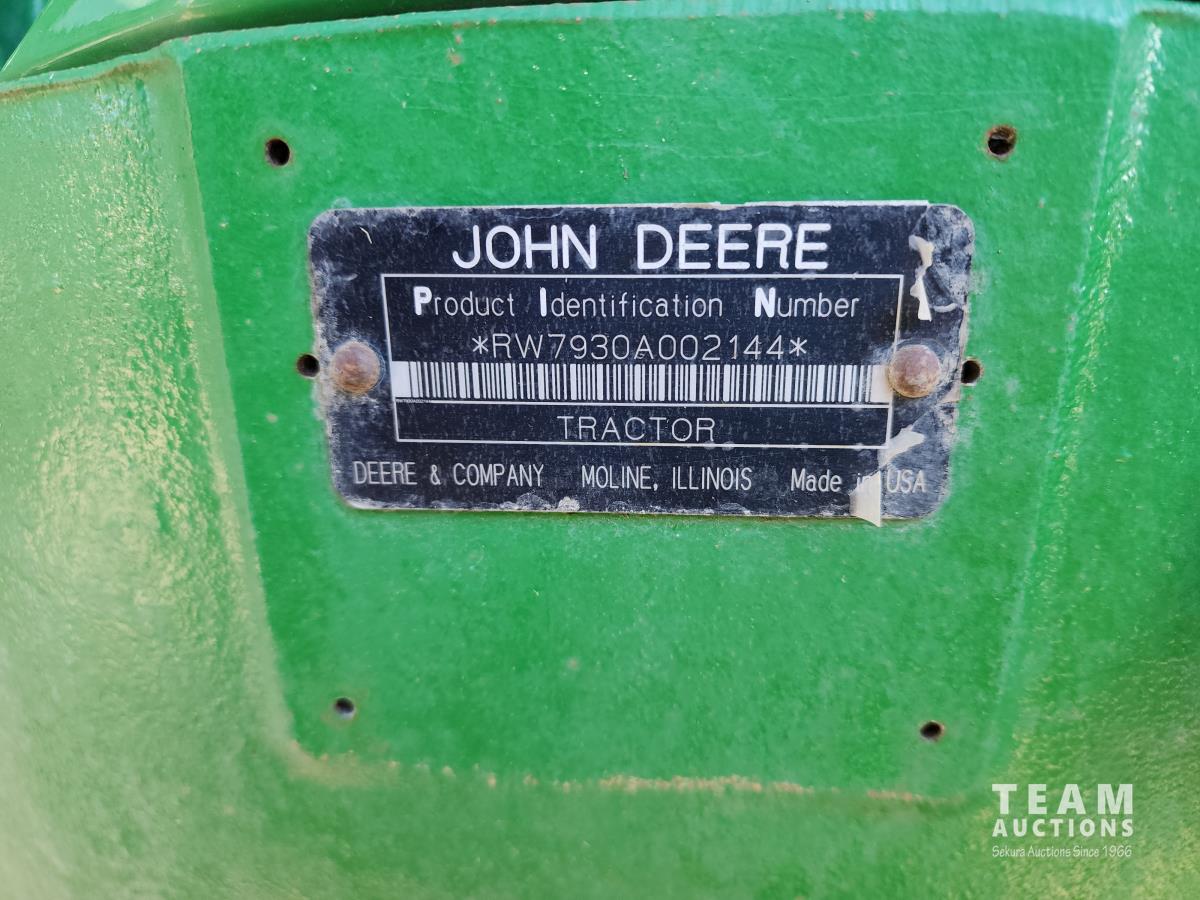 JOHN DEERE
Product Identification Number
*RW7930A002144*
TRACTOR
DEERE & COMPANY MOLINE, ILLINOIS Made in USA
TEAM
AUCTIONS
Sekura Auctions Since 1966